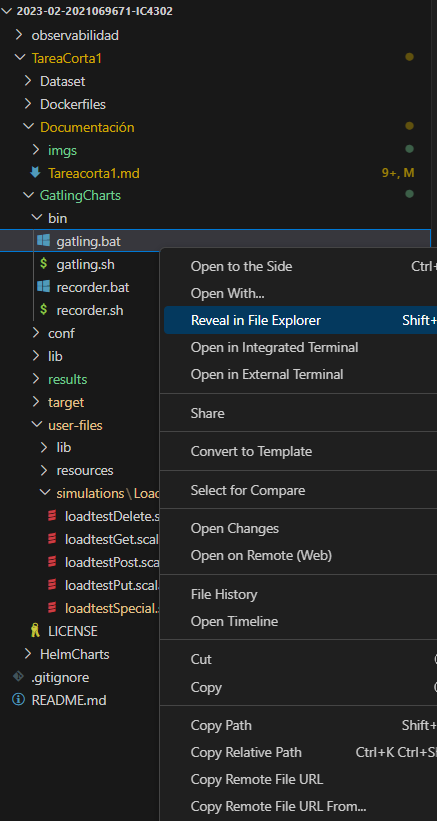 2023-02-2021069671-IC4302
observabilidad
TareaCorta1
Dataset
Dockerfiles
Documentación
imgs
Tareacorta1.md 9+, M
GatlingCharts
bin
gatling.bat
gatling.sh
recorder.bat
recorder.sh
conf
lib
results
target
user-files
lib
resources
simulations\Load
loadtestDelete.s
loadtestGet.scal
loadtestPost.sca
loadtestPut.scal
loadtestSpecial.s
LICENSE
HelmCharts
.gitignore
README.md
Open to the Side Ctrl+
Open With...
Reveal in File Explorer Shift+
Open in Integrated Terminal
Open in External Terminal
Share
Convert to Template
Select for Compare
Open Changes
Open on Remote (Web)
File History
Open Timeline
Cut
Copy
Copy Path Shift+
Copy Relative Path Ctrl+K Ctrl+S
Copy Remote File URL
Copy Remote File URL From...